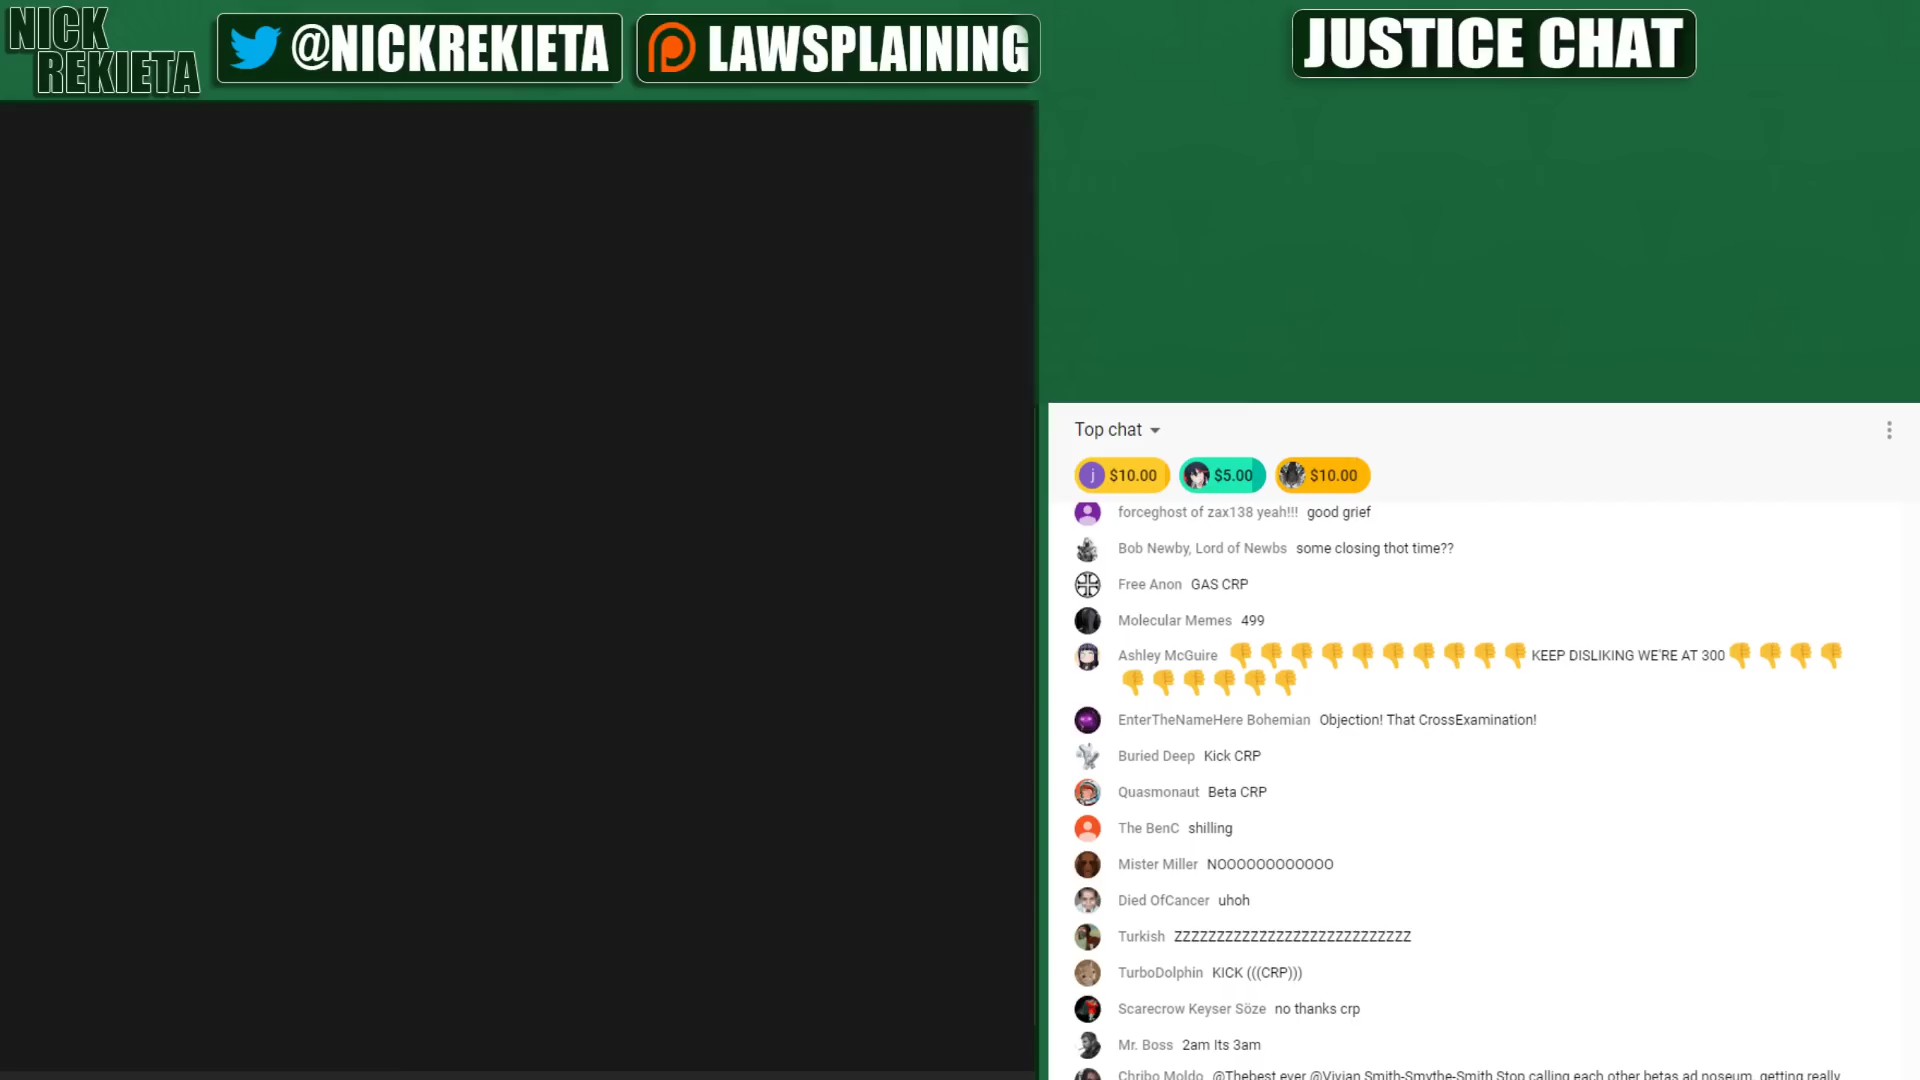 NICK
REKIETA
@NICKREKIETA
LAWSPLAINING
JUSTICE CHAT
Top chat
j $10.00 $5.00 $10.00
forceghost of zax138 yeah!!! good grief
Bob Newby, Lord of Newbs some closing thot time??
Free Anon GAS CRP
Molecular Memes 499
Ashley McGuire 👎👎👎👎👎👎👎👎👎👎 KEEP DISLIKING WE'RE AT 300 👎👎👎👎
👎👎👎👎👎👎
EnterTheNameHere Bohemian Objection! That CrossExamination!
Buried Deep Kick CRP
Quasmonaut Beta CRP
The BenC shilling
Mister Miller NOOOOOOOOOOOO
Died OfCancer uhoh
Turkish ZZZZZZZZZZZZZZZZZZZZZZZZZZZZ
TurboDolphin KICK (((CRP)))
Scarecrow Keyser Söze no thanks crp
Mr. Boss 2am Its 3am
Chribo Moldo @Thebest ever @Vivian Smith-Smythe-Smith Stop calling each other betas ad noseum, getting really